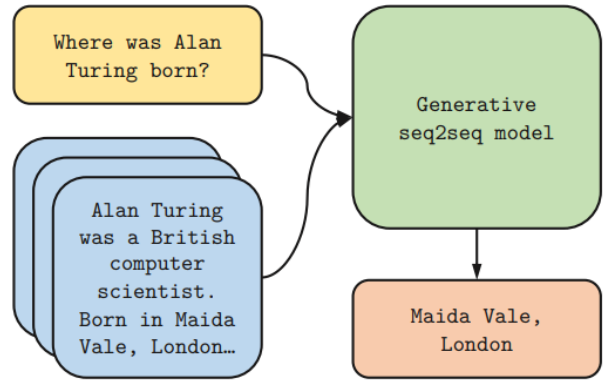 Where was Alan
Turing born?
Generative
seq2seq model
Alan Turing
was a British
computer
scientist.
Born in Maida
Vale, London…
Maida Vale,
London